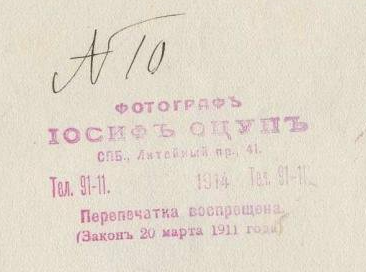 N 10
ФОТОГРАФЪ
ІОСИФЪ ОЦУПЪ
СПБ., Литейный пр., 41.
Тел. 91-11. 1914 Тел. 91-11.
Перепечатка воспрещена.
(Законъ 20 марта 1911 года)